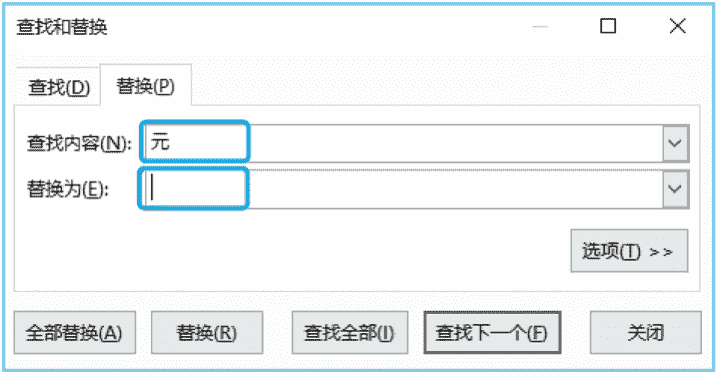 查找和替换
查找(D) 替换(P)
查找内容(N): 元
替换为(E):
选项(T) >>
全部替换(A) 替换(R) 查找全部(I) 查找下一个(F) 关闭